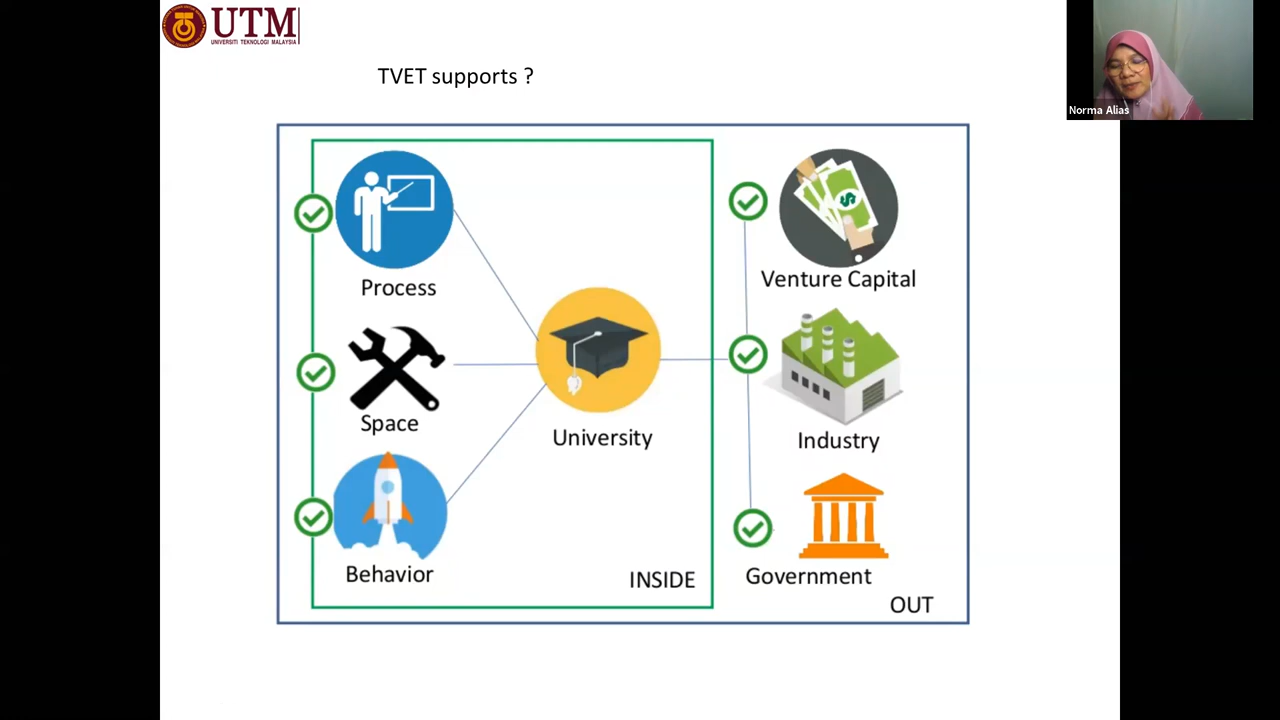 UTM
UNIVERSITI TEKNOLOGI MALAYSIA
TVET supports ?
Norma Alias
Process
Space
Behavior
University
INSIDE
Venture Capital
Industry
Government
OUT